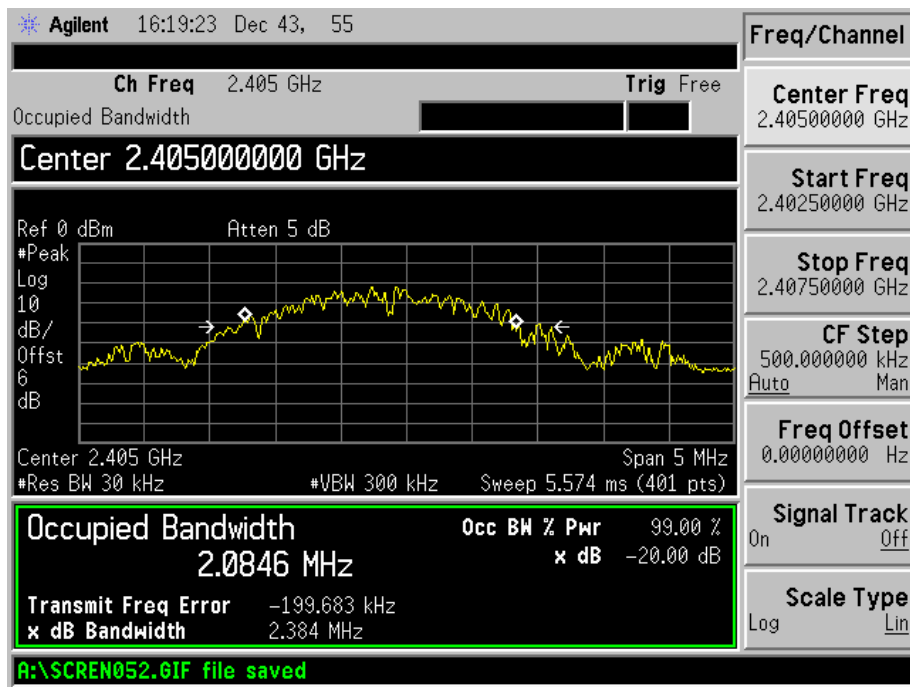 Agilent 16:19:23 Dec 43, 55
Freq/Channel
Ch Freq 2.405 GHz Trig Free
Occupied Bandwidth
Center 2.405000000 GHz
Ref 0 dBm Atten 5 dB
#Peak
Log
10
dB/
Offst
6
dB
Center 2.405 GHz Span 5 MHz
#Res BW 30 kHz #VBW 300 kHz Sweep 5.574 ms (401 pts)
Occupied Bandwidth Occ BW % Pwr 99.00 %
2.0846 MHz x dB -20.00 dB
Transmit Freq Error -199.683 kHz
x dB Bandwidth 2.384 MHz
A:\SCREN052.GIF file saved
Center Freq
2.40500000 GHz
Start Freq
2.40250000 GHz
Stop Freq
2.40750000 GHz
CF Step
500.000000 kHz
Auto Man
Freq Offset
0.00000000 Hz
Signal Track
On Off
Scale Type
Log Lin